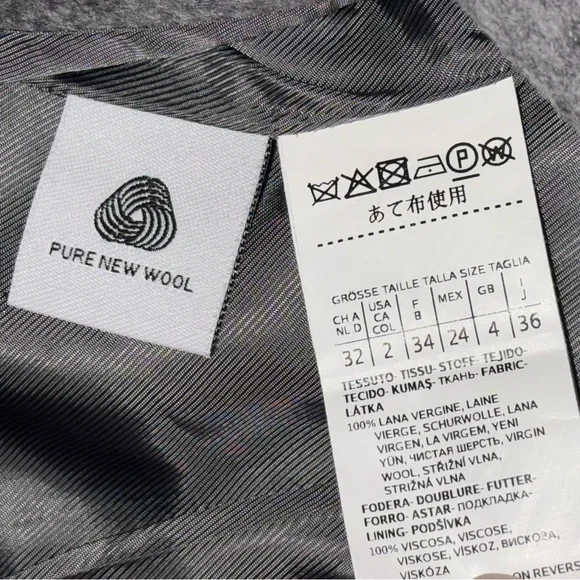 PURE NEW WOOL
P W
あて布使用
GRÖSSE TAILLE TALLA SIZE TAGLIA
CH A NL D USA CA COL F B MEX GB I J
32 2 34 24 4 36
TESSUTO- TISSU- STOFF- TEJIDO-
TECIDO- KUMAŞ- ТКАНЬ- FABRIC-
LÁTKA
100% LANA VERGINE, LAINE
VIERGE, SCHURWOLLE, LANA
VIRGEN, LA VIRGEM, YENI
YÜN, ЧИСТАЯ ШЕРСТЬ, VIRGIN
WOOL, STŘIŽNÍ VLNA,
STRIŽNÁ VLNA
FODERA- DOUBLURE- FUTTER-
FORRO- ASTAR- ПОДКЛАДКА-
LINING- PODŠÍVKA
100% VISCOSA, VISCOSE,
VISKOSE, VISKOZ, ВИСКОЗА,
VISKÓZA
ON REVERS